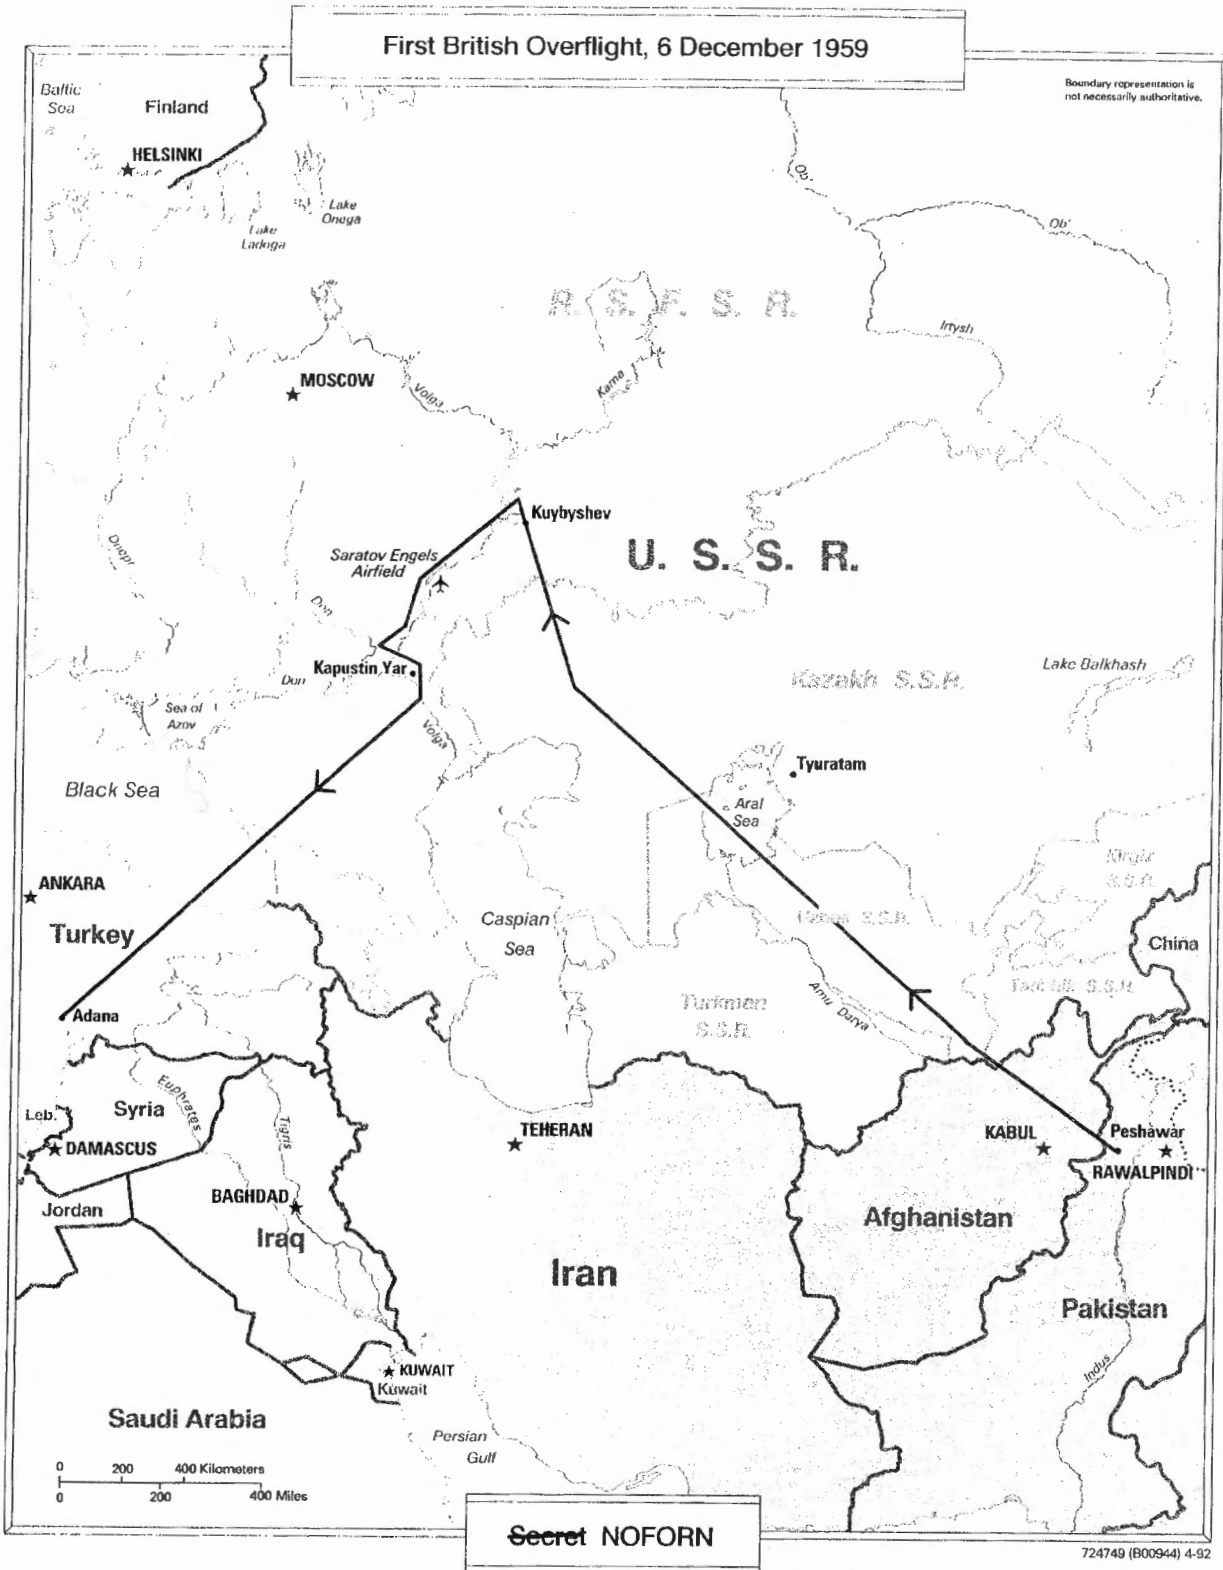 First British Overflight, 6 December 1959
Boundary representation is
not necessarily authoritative.
Baltic
Sea
Finland
HELSINKI
Lake
Onega
Lake
Ladoga
Ob'
Ob'
R. S. F. S. R.
Irtysh
MOSCOW
Volga
Kama
Kuybyshev
U. S. S. R.
Saratov Engels
Airfield
Dnepr
Don
Kapustin Yar
Don
Sea of
Azov
Volga
Kazakh S.S.R.
Lake Balkhash
Black Sea
Tyuratam
Aral
Sea
Kirgiz
S.S.R.
ANKARA
Turkey
Caspian
Sea
Uzbek S.S.R.
China
Tadzhik S.S.R.
Adana
Turkmen
S.S.R.
Amu Darya
Euphrates
Syria
Leb.
Tigris
DAMASCUS
TEHERAN
KABUL
Peshawar
RAWALPINDI
Jordan
BAGHDAD
Iraq
Afghanistan
Iran
Pakistan
Indus
KUWAIT
Kuwait
Saudi Arabia
Persian
Gulf
0 200 400 Kilometers
0 200 400 Miles
Secret NOFORN
724749 (B00944) 4-92